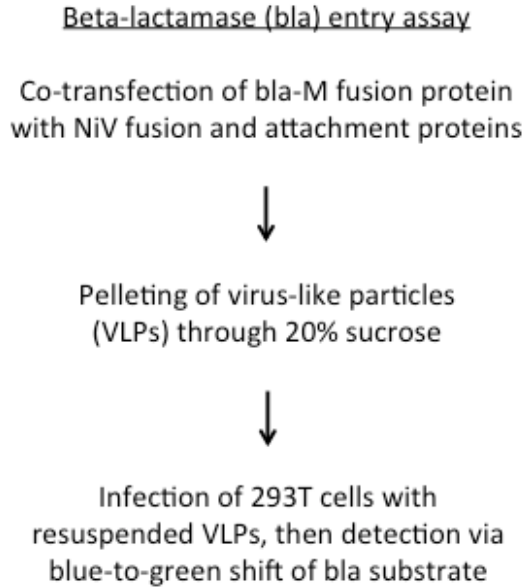 Beta-lactamase (bla) entry assay
Co-transfection of bla-M fusion protein
with NiV fusion and attachment proteins
Pelleting of virus-like particles
(VLPs) through 20% sucrose
Infection of 293T cells with
resuspended VLPs, then detection via
blue-to-green shift of bla substrate